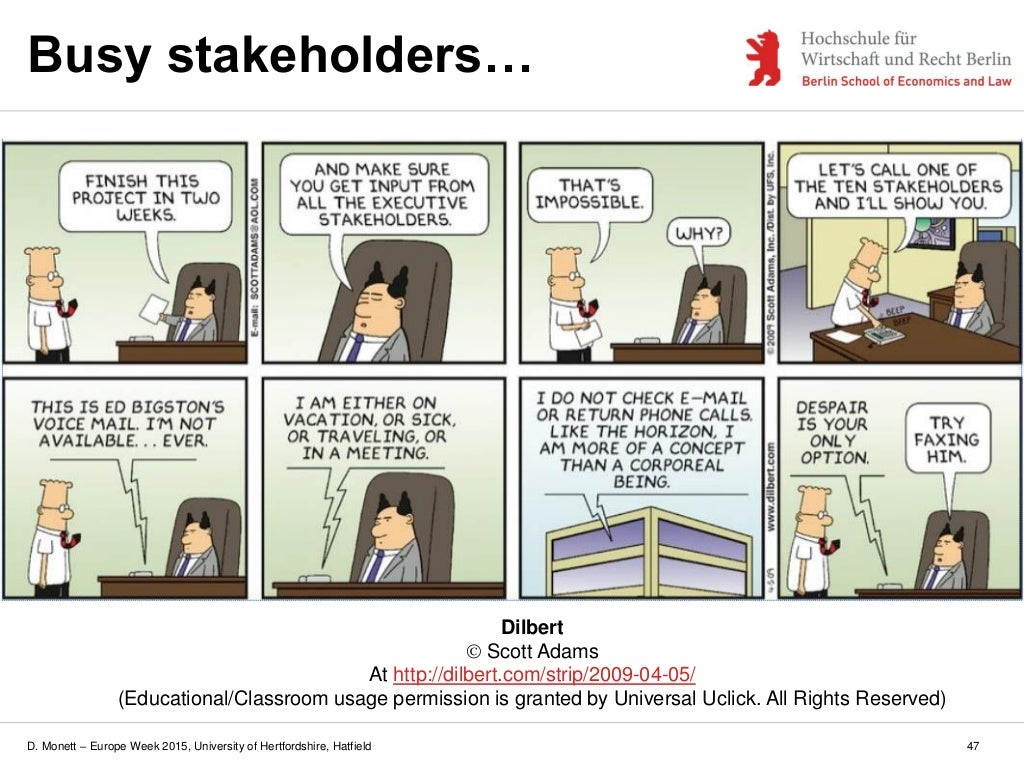 Busy stakeholders…
Hochschule für
Wirtschaft und Recht Berlin
Berlin School of Economics and Law
FINISH THIS
PROJECT IN TWO
WEEKS.
E-mail: SCOTTADAMS@AOL.COM
AND MAKE SURE
YOU GET INPUT FROM
ALL THE EXECUTIVE
STAKEHOLDERS.
THAT'S
IMPOSSIBLE.
WHY?
©2009 Scott Adams, Inc./Dist. by UFS, Inc.
LET'S CALL ONE OF
THE TEN STAKEHOLDERS
AND I'LL SHOW YOU.
BEEP
BEEP
THIS IS ED BIGSTON'S
VOICE MAIL. I'M NOT
AVAILABLE. . . EVER.
I AM EITHER ON
VACATION, OR SICK,
OR TRAVELING, OR
IN A MEETING.
I DO NOT CHECK E–MAIL
OR RETURN PHONE CALLS.
LIKE THE HORIZON, I
AM MORE OF A CONCEPT
THAN A CORPOREAL
BEING.
www.dilbert.com
4-5-09
DESPAIR
IS YOUR
ONLY
OPTION.
TRY
FAXING
HIM.
Dilbert
© Scott Adams
At http://dilbert.com/strip/2009-04-05/
(Educational/Classroom usage permission is granted by Universal Uclick. All Rights Reserved)
D. Monett – Europe Week 2015, University of Hertfordshire, Hatfield
47